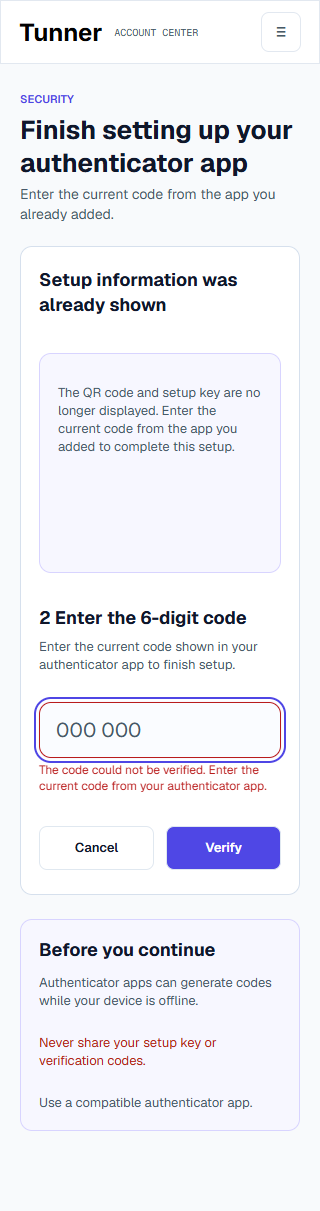 Tunner ACCOUNT CENTER
SECURITY
Finish setting up your
authenticator app
Enter the current code from the app you
already added.
Setup information was
already shown
The QR code and setup key are no
longer displayed. Enter the
current code from the app you
added to complete this setup.
2 Enter the 6-digit code
Enter the current code shown in your
authenticator app to finish setup.
000 000
The code could not be verified. Enter the
current code from your authenticator app.
Cancel Verify
Before you continue
Authenticator apps can generate codes
while your device is offline.
Never share your setup key or
verification codes.
Use a compatible authenticator app.